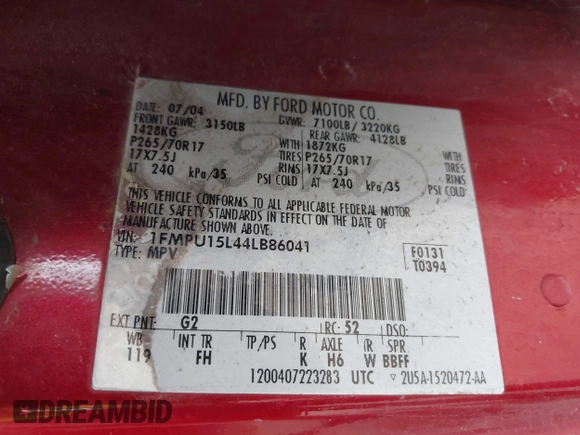 MFD. BY FORD MOTOR CO.
DATE: 07/04 GVWR: 7100LB/ 3220KG
FRONT GAWR: 3150LB REAR GAWR: 4128LB
1428KG 1872KG WITH
P265/70R17 TIRES P265/70R17 TIRES
17X7.5J RIMS 17X7.5J RIMS
AT 240 kPa/35 PSI COLD AT 240 kPa/35 PSI COLD
THIS VEHICLE CONFORMS TO ALL APPLICABLE FEDERAL MOTOR
VEHICLE SAFETY STANDARDS IN EFFECT ON THE DATE OF
MANUFACTURE SHOWN ABOVE.
VIN: 1FMPU15L44LB86041
TYPE: MPV
F0131
T0394
EXT PNT: G2 RC: 52 DSO:
WB INT TR TP/PS R AXLE TR SPR
119 FH K H6 W BBFF
1200407223283 UTC 2U5A-1520472-AA
DREAMBID